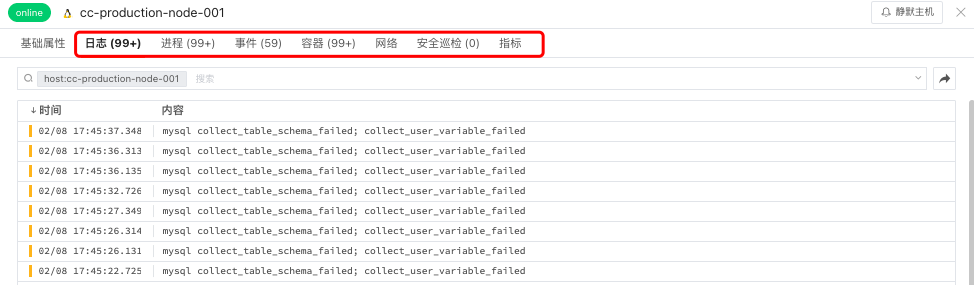 online cc-production-node-001 静默主机
基础属性 日志 (99+) 进程 (99+) 事件 (59) 容器 (99+) 网络 安全巡检 (0) 指标
host:cc-production-node-001 搜索
↓ 时间 内容
02/08 17:45:37.348 mysql collect_table_schema_failed; collect_user_variable_failed
02/08 17:45:36.313 mysql collect_table_schema_failed; collect_user_variable_failed
02/08 17:45:36.135 mysql collect_table_schema_failed; collect_user_variable_failed
02/08 17:45:32.726 mysql collect_table_schema_failed; collect_user_variable_failed
02/08 17:45:27.349 mysql collect_table_schema_failed; collect_user_variable_failed
02/08 17:45:26.314 mysql collect_table_schema_failed; collect_user_variable_failed
02/08 17:45:26.131 mysql collect_table_schema_failed; collect_user_variable_failed
02/08 17:45:22.725 mysql collect_table_schema_failed; collect_user_variable_failed